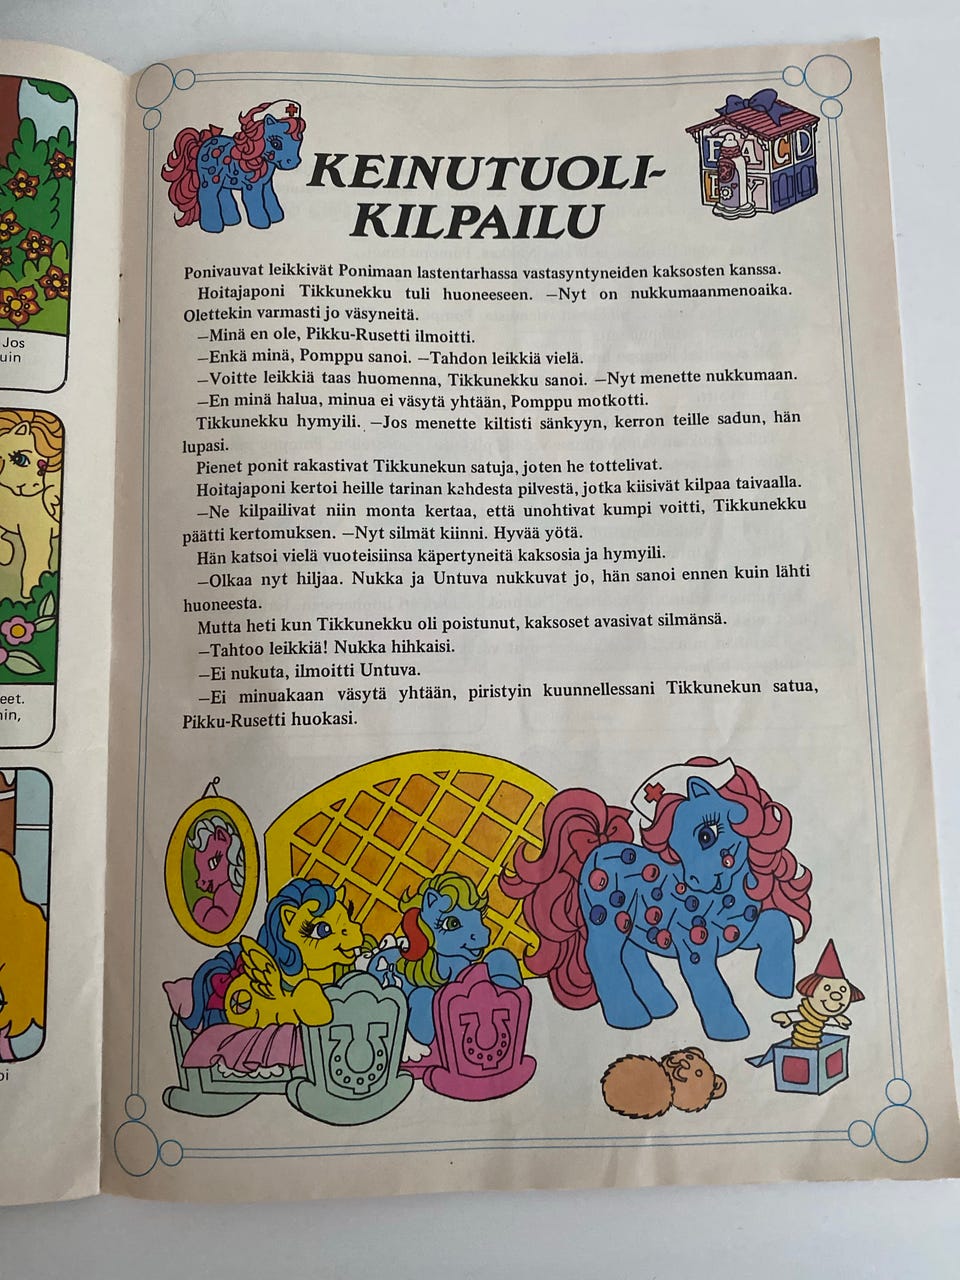 Jos
uin
eet.
nin,
oi
KEINUTUOLI-
KILPAILU
F A C D
Ponivauvat leikkivät Ponimaan lastentarhassa vastasyntyneiden kaksosten kanssa.
Hoitajaponi Tikkunekku tuli huoneeseen. —Nyt on nukkumaanmenoaika.
Olettekin varmasti jo väsyneitä.
—Minä en ole, Pikku-Rusetti ilmoitti.
—Enkä minä, Pomppu sanoi. —Tahdon leikkiä vielä.
—Voitte leikkiä taas huomenna, Tikkunekku sanoi. —Nyt menette nukkumaan.
—En minä halua, minua ei väsytä yhtään, Pomppu motkotti.
Tikkunekku hymyili. —Jos menette kiltisti sänkyyn, kerron teille sadun, hän
lupasi.
Pienet ponit rakastivat Tikkunekun satuja, joten he tottelivat.
Hoitajaponi kertoi heille tarinan kahdesta pilvestä, jotka kiisivät kilpaa taivaalla.
—Ne kilpailivat niin monta kertaa, että unohtivat kumpi voitti, Tikkunekku
päätti kertomuksen. —Nyt silmät kiinni. Hyvää yötä.
Hän katsoi vielä vuoteisiinsa käpertyneitä kaksosia ja hymyili.
—Olkaa nyt hiljaa. Nukka ja Untuva nukkuvat jo, hän sanoi ennen kuin lähti
huoneesta.
Mutta heti kun Tikkunekku oli poistunut, kaksoset avasivat silmänsä.
—Tahtoo leikkiä! Nukka hihkaisi.
—Ei nukuta, ilmoitti Untuva.
—Ei minuakaan väsytä yhtään, piristyin kuunnellessani Tikkunekun satua,
Pikku-Rusetti huokasi.